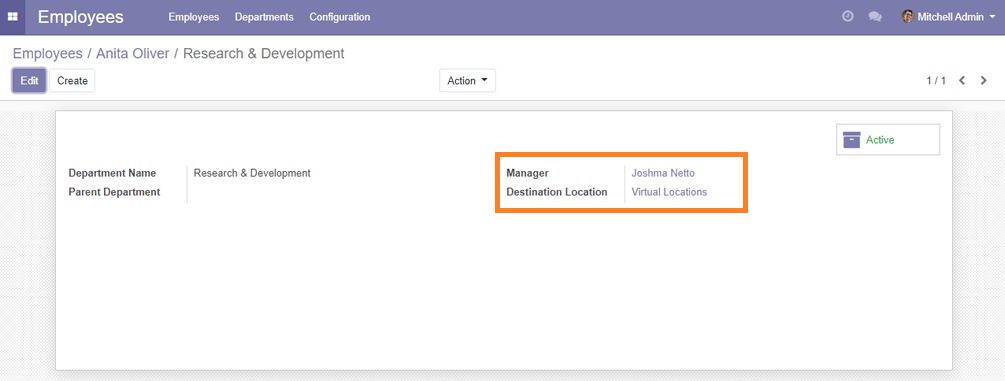 Employees Employees Departments Configuration Mitchell Admin
Employees / Anita Oliver / Research & Development
Edit Create Action 1 / 1
Active
Department Name Research & Development Manager Joshma Netto
Parent Department Destination Location Virtual Locations